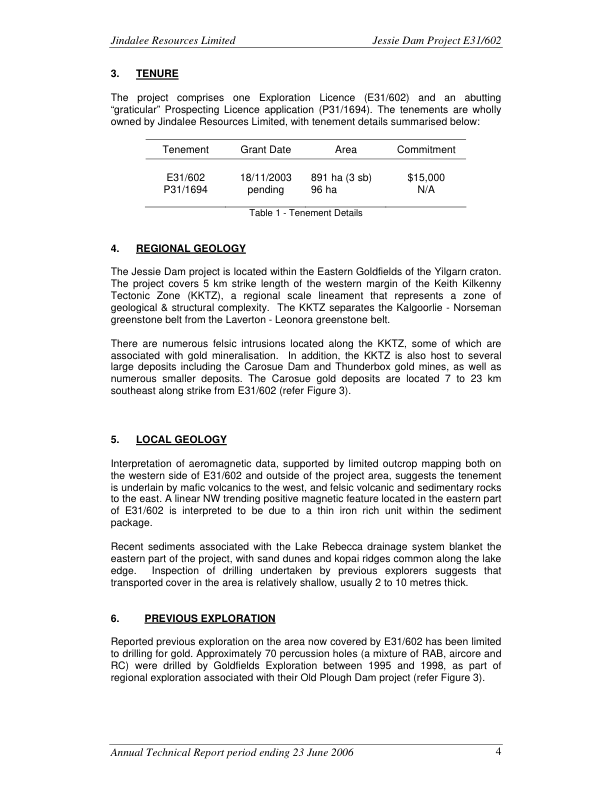 Jindalee Resources Limited Jessie Dam Project E31/602
3. TENURE
The project comprises one Exploration Licence (E31/602) and an abutting
“graticular” Prospecting Licence application (P31/1694). The tenements are wholly
owned by Jindalee Resources Limited, with tenement details summarised below:
Tenement Grant Date Area Commitment
E31/602 18/11/2003 891 ha (3 sb) $15,000
P31/1694 pending 96 ha N/A
Table 1 - Tenement Details
4. REGIONAL GEOLOGY
The Jessie Dam project is located within the Eastern Goldfields of the Yilgarn craton.
The project covers 5 km strike length of the western margin of the Keith Kilkenny
Tectonic Zone (KKTZ), a regional scale lineament that represents a zone of
geological & structural complexity. The KKTZ separates the Kalgoorlie - Norseman
greenstone belt from the Laverton - Leonora greenstone belt.
There are numerous felsic intrusions located along the KKTZ, some of which are
associated with gold mineralisation. In addition, the KKTZ is also host to several
large deposits including the Carosue Dam and Thunderbox gold mines, as well as
numerous smaller deposits. The Carosue gold deposits are located 7 to 23 km
southeast along strike from E31/602 (refer Figure 3).
5. LOCAL GEOLOGY
Interpretation of aeromagnetic data, supported by limited outcrop mapping both on
the western side of E31/602 and outside of the project area, suggests the tenement
is underlain by mafic volcanics to the west, and felsic volcanic and sedimentary rocks
to the east. A linear NW trending positive magnetic feature located in the eastern part
of E31/602 is interpreted to be due to a thin iron rich unit within the sediment
package.
Recent sediments associated with the Lake Rebecca drainage system blanket the
eastern part of the project, with sand dunes and kopai ridges common along the lake
edge. Inspection of drilling undertaken by previous explorers suggests that
transported cover in the area is relatively shallow, usually 2 to 10 metres thick.
6. PREVIOUS EXPLORATION
Reported previous exploration on the area now covered by E31/602 has been limited
to drilling for gold. Approximately 70 percussion holes (a mixture of RAB, aircore and
RC) were drilled by Goldfields Exploration between 1995 and 1998, as part of
regional exploration associated with their Old Plough Dam project (refer Figure 3).
Annual Technical Report period ending 23 June 2006 4